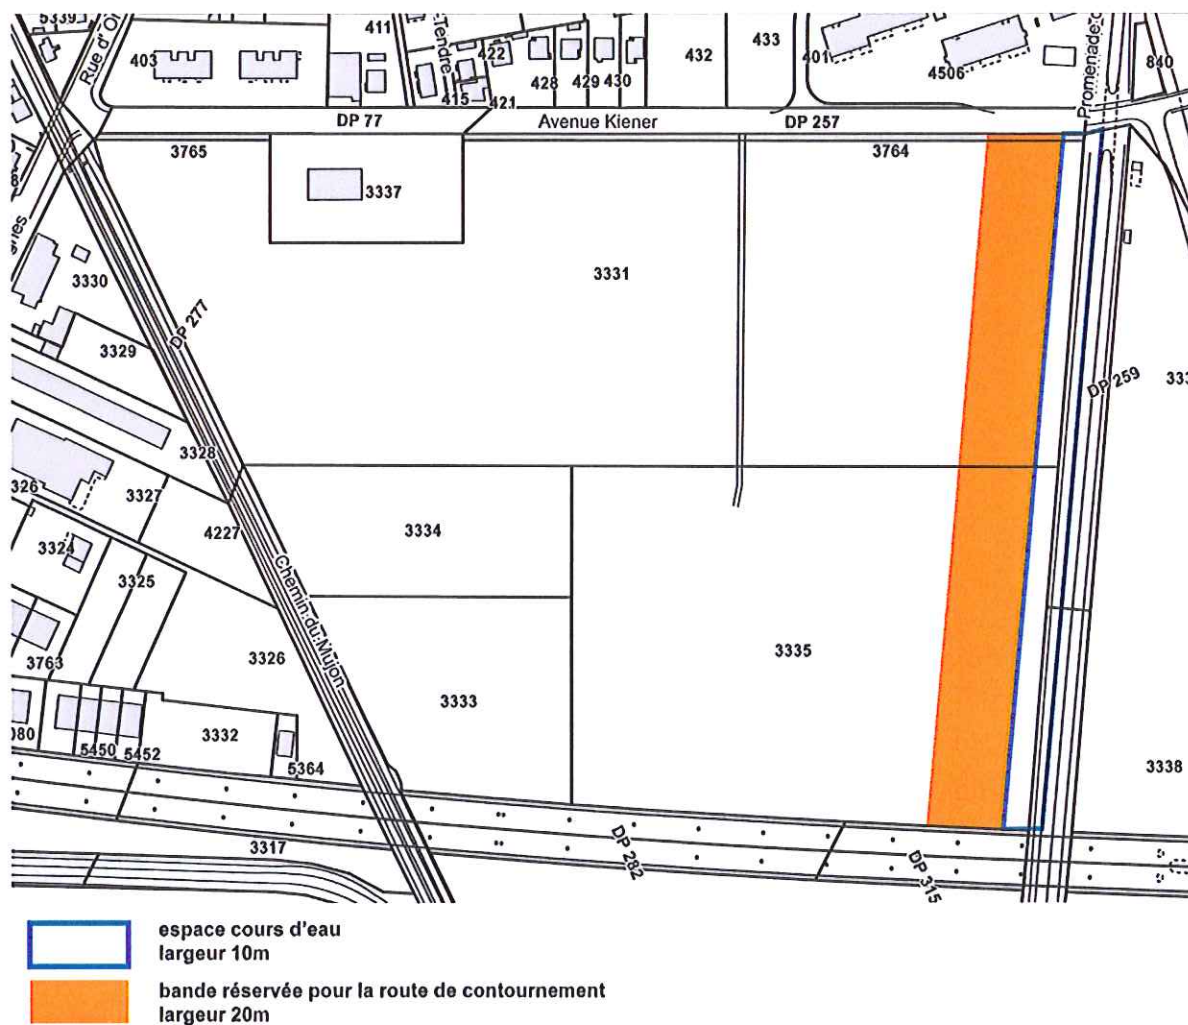 5339
Rue d' O
403
411
-Tendre
422
415
421
428
429
430
432
433
401
4506
Promenade
840
DP 77
Avenue Kiener
DP 257
3765
3764
3337
3330
3331
DP 277
3329
DP 259
333
3328
326
3327
4227
3334
3324
3325
Chemin du Mujon
3326
3335
3763
3333
080
5450
5452
3332
5364
3338
3317
DP 282
DP 315
espace cours d'eau
largeur 10m
bande réservée pour la route de contournement
largeur 20m